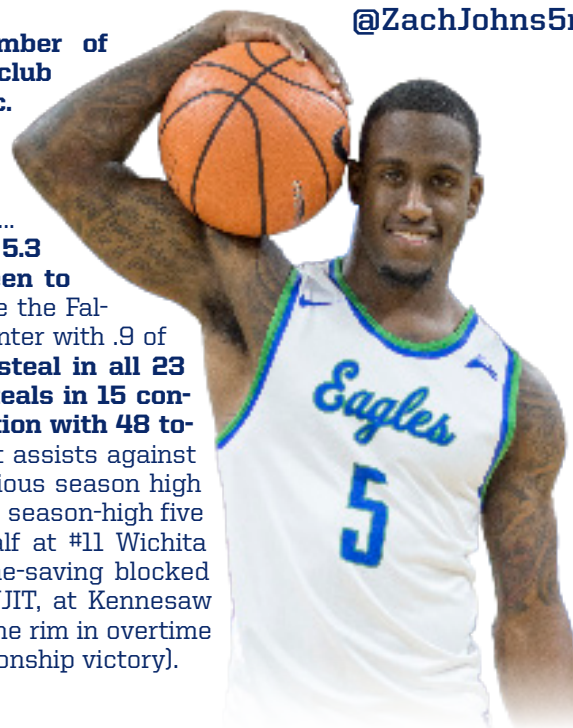 @ZachJohns5n
mber of
club
c.
...
5.3
en to
e the Fal-
nter with .9 of
steal in all 23
eals in 15 con-
tion with 48 to-
t assists against
ious season high
season-high five
alf at #11 Wichita
ne-saving blocked
JIT, at Kennesaw
he rim in overtime
onship victory).
Eagles
5